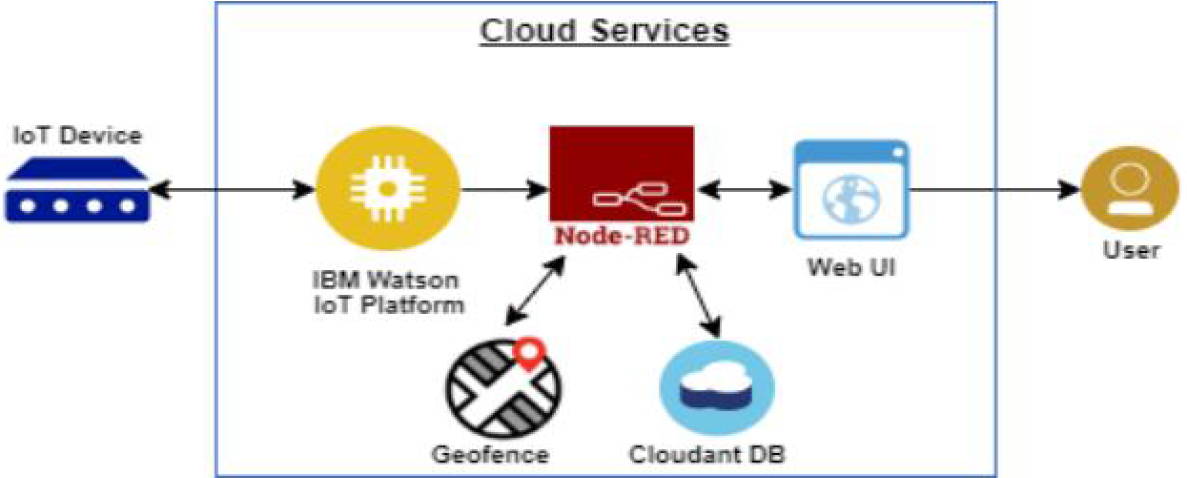 Cloud Services
IoT Device
Node-RED
IBM Watson
IoT Platform
Web UI
User
Geofence
Cloudant DB